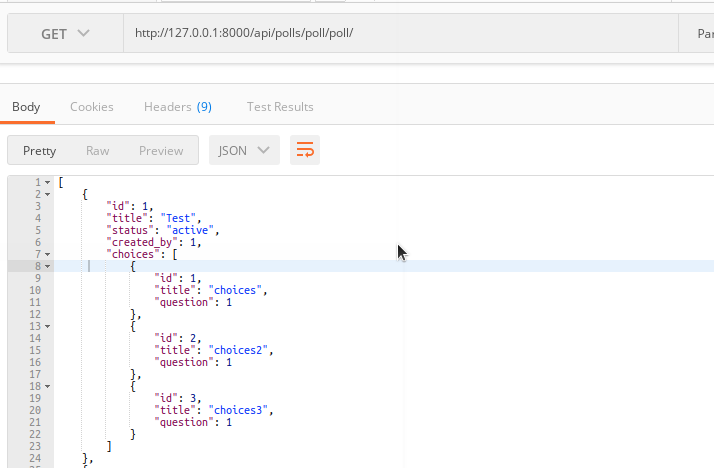 GET http://127.0.0.1:8000/api/polls/poll/poll/ Par
Body Cookies Headers (9) Test Results
Pretty Raw Preview JSON
1 [
2 {
3 "id": 1,
4 "title": "Test",
5 "status": "active",
6 "created_by": 1,
7 "choices": [
8 {
9 "id": 1,
10 "title": "choices",
11 "question": 1
12 },
13 {
14 "id": 2,
15 "title": "choices2",
16 "question": 1
17 },
18 {
19 "id": 3,
20 "title": "choices3",
21 "question": 1
22 }
23 ]
24 },